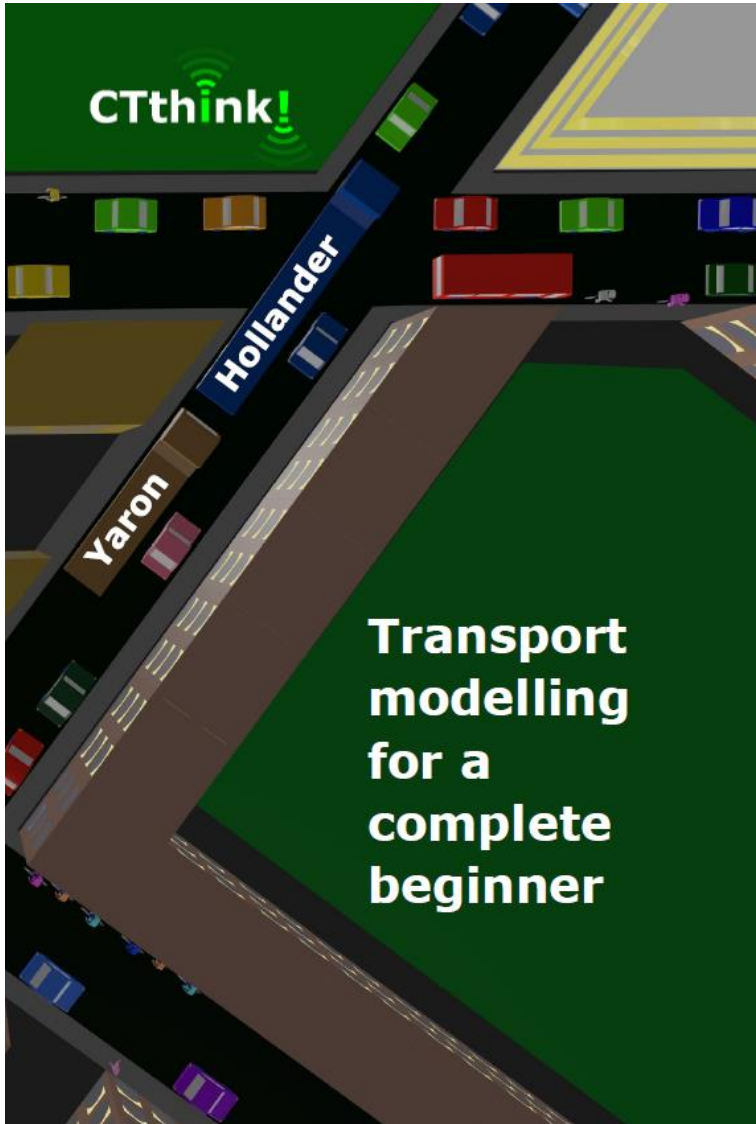 CTthink!
Hollander
Yaron
Transport
modelling
for a
complete
beginner